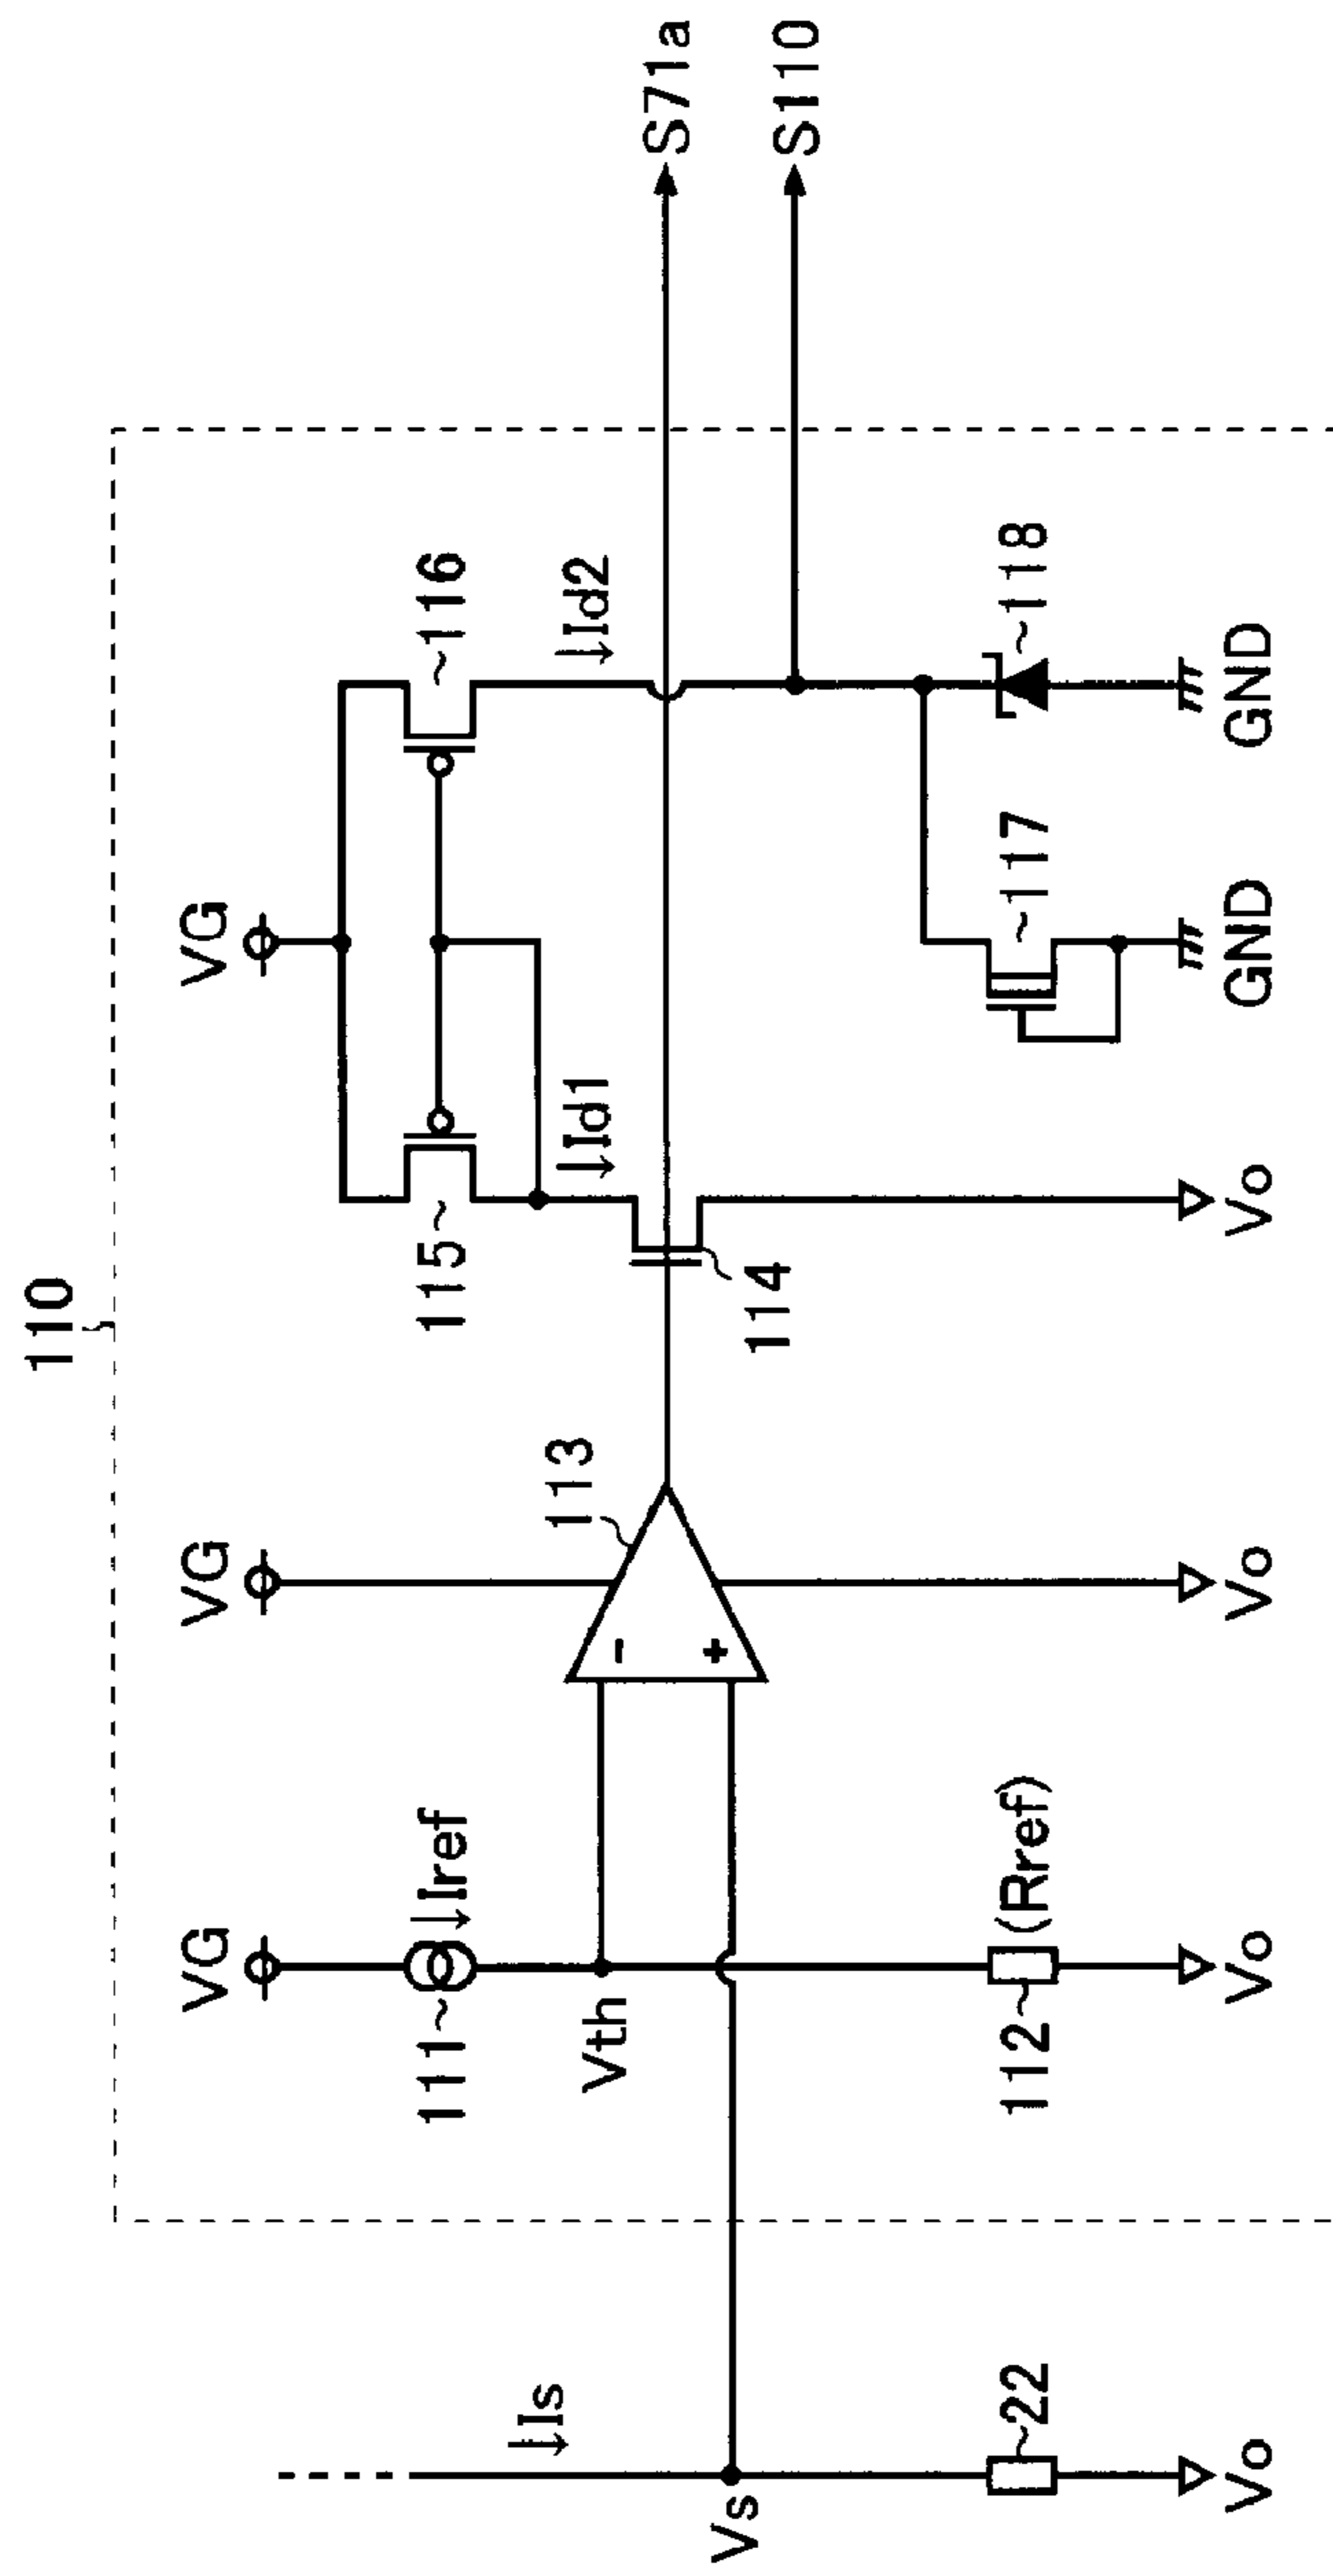 110
VG
VG
VG
111
Iref
113
115
116
Id1
Id2
S71a
S110
Is
Vth
114
Vs
22
112
(Rref)
117
118
Vo
Vo
Vo
Vo
GND
GND